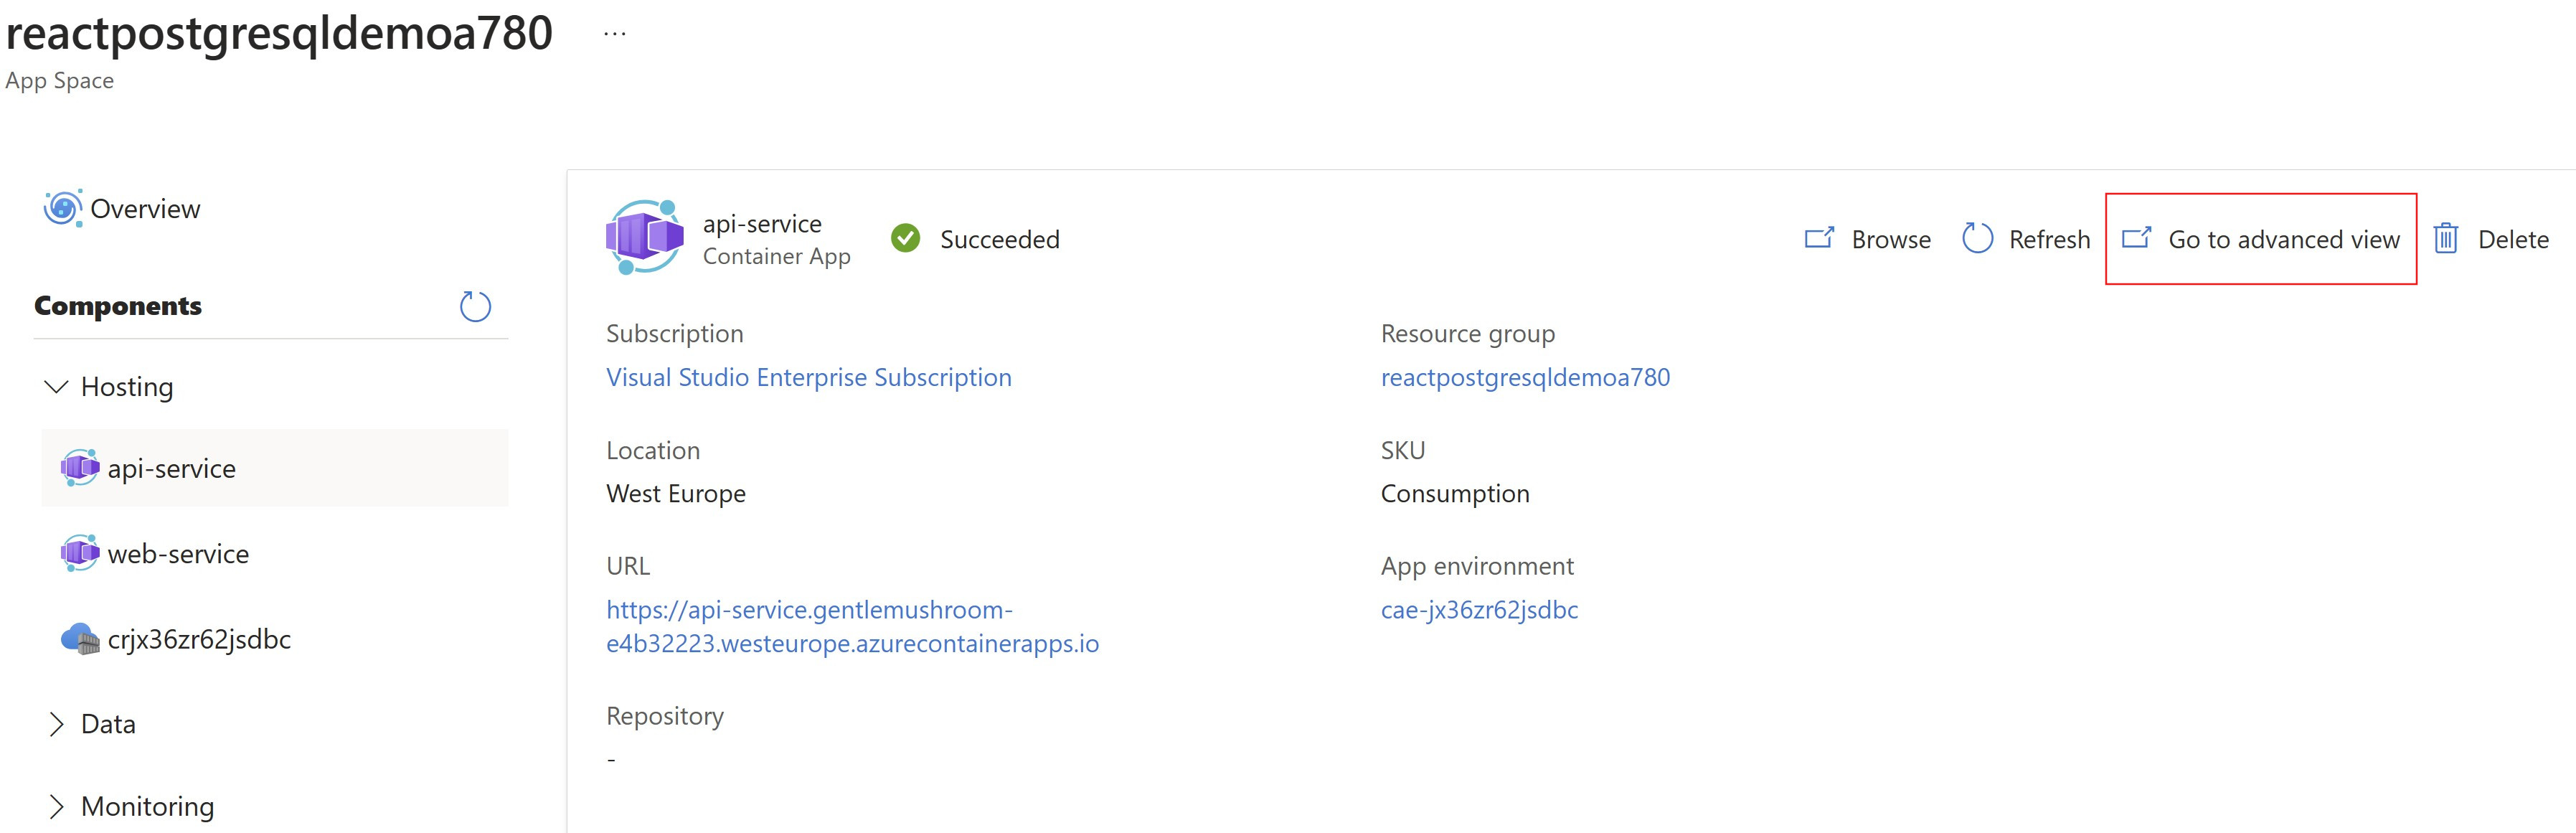 reactpostgresqldemoa780 ...
App Space
Overview
Components
Hosting
api-service
web-service
crjx36zr62jsdbc
Data
Monitoring
api-service
Container App
Succeeded
Browse
Refresh
Go to advanced view
Delete
Subscription
Visual Studio Enterprise Subscription
Resource group
reactpostgresqldemoa780
Location
West Europe
SKU
Consumption
URL
https://api-service.gentlemushroom-
e4b32223.westeurope.azurecontainerapps.io
App environment
cae-jx36zr62jsdbc
Repository
-